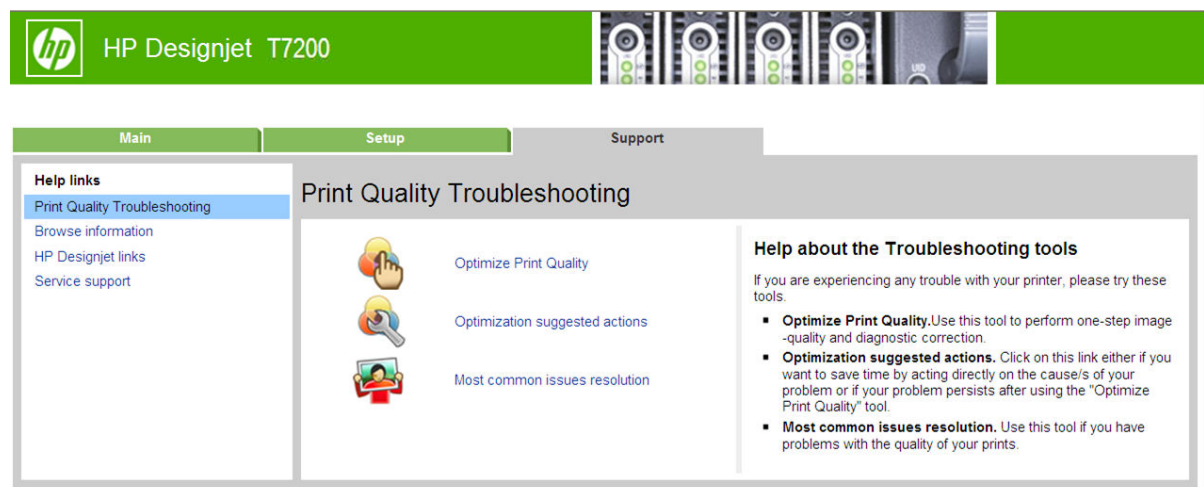 hp HP Designjet T7200
UID
Main Setup Support
Help links
Print Quality Troubleshooting
Browse information
HP Designjet links
Service support
Print Quality Troubleshooting
Optimize Print Quality
Optimization suggested actions
Most common issues resolution
Help about the Troubleshooting tools
If you are experiencing any trouble with your printer, please try these
tools.
▪ Optimize Print Quality.Use this tool to perform one-step image
-quality and diagnostic correction.
▪ Optimization suggested actions. Click on this link either if you
want to save time by acting directly on the cause/s of your
problem or if your problem persists after using the "Optimize
Print Quality" tool.
▪ Most common issues resolution. Use this tool if you have
problems with the quality of your prints.